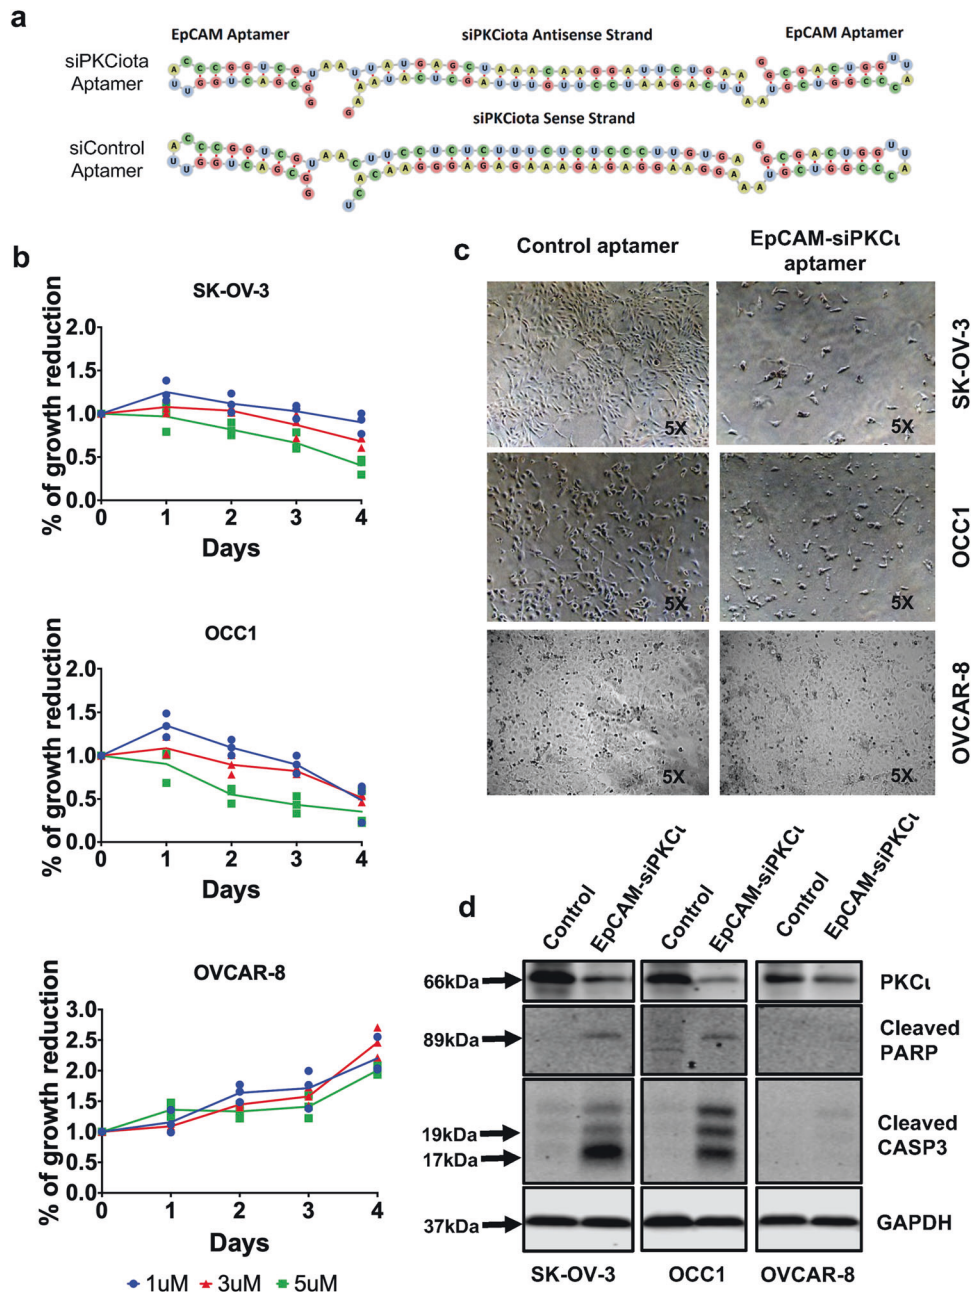 a
EpCAM Aptamer
siPKCiota Antisense Strand
EpCAM Aptamer
siPKCiota
Aptamer
siPKCiota Sense Strand
siControl
Aptamer
b
SK-OV-3
% of growth reduction
2.0
1.5
1.0
0.5
0.0
0 1 2 3 4
Days
OCC1
% of growth reduction
2.0
1.5
1.0
0.5
0.0
0 1 2 3 4
Days
OVCAR-8
% of growth reduction
3.0
2.5
2.0
1.5
1.0
0.5
0.0
0 1 2 3 4
Days
1uM 3uM 5uM
c
Control aptamer
EpCAM-siPKCι
aptamer
5X
5X
SK-OV-3
5X
5X
OCC1
5X
5X
OVCAR-8
d
Control
EpCAM-siPKCι
Control
EpCAM-siPKCι
Control
EpCAM-siPKCι
66kDa
PKCι
89kDa
Cleaved
PARP
19kDa
17kDa
Cleaved
CASP3
37kDa
GAPDH
SK-OV-3
OCC1
OVCAR-8